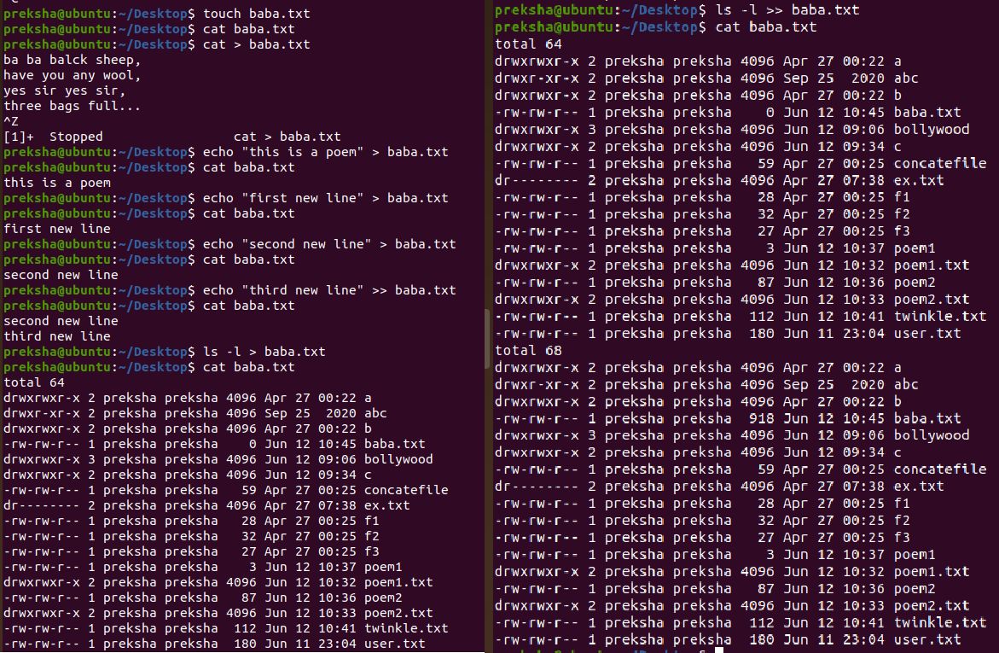 preksha@ubuntu:~/Desktop$ touch baba.txt
preksha@ubuntu:~/Desktop$ cat baba.txt
preksha@ubuntu:~/Desktop$ cat > baba.txt
ba ba balck sheep,
have you any wool,
yes sir yes sir,
three bags full...
^Z
[1]+  Stopped                 cat > baba.txt
preksha@ubuntu:~/Desktop$ echo "this is a poem" > baba.txt
preksha@ubuntu:~/Desktop$ cat baba.txt
this is a poem
preksha@ubuntu:~/Desktop$ echo "first new line" > baba.txt
preksha@ubuntu:~/Desktop$ cat baba.txt
first new line
preksha@ubuntu:~/Desktop$ echo "second new line" > baba.txt
preksha@ubuntu:~/Desktop$ cat baba.txt
second new line
preksha@ubuntu:~/Desktop$ echo "third new line" >> baba.txt
preksha@ubuntu:~/Desktop$ cat baba.txt
second new line
third new line
preksha@ubuntu:~/Desktop$ ls -l > baba.txt
preksha@ubuntu:~/Desktop$ cat baba.txt
total 64
drwxrwxr-x 2 preksha preksha 4096 Apr 27 00:22 a
drwxr-xr-x 2 preksha preksha 4096 Sep 25  2020 abc
drwxrwxr-x 2 preksha preksha 4096 Apr 27 00:22 b
-rw-rw-r-- 1 preksha preksha    0 Jun 12 10:45 baba.txt
drwxrwxr-x 3 preksha preksha 4096 Jun 12 09:06 bollywood
drwxrwxr-x 2 preksha preksha 4096 Jun 12 09:34 c
-rw-rw-r-- 1 preksha preksha   59 Apr 27 00:25 concatefile
dr-------- 2 preksha preksha 4096 Apr 27 07:38 ex.txt
-rw-rw-r-- 1 preksha preksha   28 Apr 27 00:25 f1
-rw-rw-r-- 1 preksha preksha   32 Apr 27 00:25 f2
-rw-rw-r-- 1 preksha preksha   27 Apr 27 00:25 f3
-rw-rw-r-- 1 preksha preksha    3 Jun 12 10:37 poem1
drwxrwxr-x 2 preksha preksha 4096 Jun 12 10:32 poem1.txt
-rw-rw-r-- 1 preksha preksha   87 Jun 12 10:36 poem2
drwxrwxr-x 2 preksha preksha 4096 Jun 12 10:33 poem2.txt
-rw-rw-r-- 1 preksha preksha  112 Jun 12 10:41 twinkle.txt
-rw-rw-r-- 1 preksha preksha  180 Jun 11 23:04 user.txt
preksha@ubuntu:~/Desktop$ ls -l >> baba.txt
preksha@ubuntu:~/Desktop$ cat baba.txt
total 64
drwxrwxr-x 2 preksha preksha 4096 Apr 27 00:22 a
drwxr-xr-x 2 preksha preksha 4096 Sep 25  2020 abc
drwxrwxr-x 2 preksha preksha 4096 Apr 27 00:22 b
-rw-rw-r-- 1 preksha preksha    0 Jun 12 10:45 baba.txt
drwxrwxr-x 3 preksha preksha 4096 Jun 12 09:06 bollywood
drwxrwxr-x 2 preksha preksha 4096 Jun 12 09:34 c
-rw-rw-r-- 1 preksha preksha   59 Apr 27 00:25 concatefile
dr-------- 2 preksha preksha 4096 Apr 27 07:38 ex.txt
-rw-rw-r-- 1 preksha preksha   28 Apr 27 00:25 f1
-rw-rw-r-- 1 preksha preksha   32 Apr 27 00:25 f2
-rw-rw-r-- 1 preksha preksha   27 Apr 27 00:25 f3
-rw-rw-r-- 1 preksha preksha    3 Jun 12 10:37 poem1
drwxrwxr-x 2 preksha preksha 4096 Jun 12 10:32 poem1.txt
-rw-rw-r-- 1 preksha preksha   87 Jun 12 10:36 poem2
drwxrwxr-x 2 preksha preksha 4096 Jun 12 10:33 poem2.txt
-rw-rw-r-- 1 preksha preksha  112 Jun 12 10:41 twinkle.txt
-rw-rw-r-- 1 preksha preksha  180 Jun 11 23:04 user.txt
total 68
drwxrwxr-x 2 preksha preksha 4096 Apr 27 00:22 a
drwxr-xr-x 2 preksha preksha 4096 Sep 25  2020 abc
drwxrwxr-x 2 preksha preksha 4096 Apr 27 00:22 b
-rw-rw-r-- 1 preksha preksha  918 Jun 12 10:45 baba.txt
drwxrwxr-x 3 preksha preksha 4096 Jun 12 09:06 bollywood
drwxrwxr-x 2 preksha preksha 4096 Jun 12 09:34 c
-rw-rw-r-- 1 preksha preksha   59 Apr 27 00:25 concatefile
dr-------- 2 preksha preksha 4096 Apr 27 07:38 ex.txt
-rw-rw-r-- 1 preksha preksha   28 Apr 27 00:25 f1
-rw-rw-r-- 1 preksha preksha   32 Apr 27 00:25 f2
-rw-rw-r-- 1 preksha preksha   27 Apr 27 00:25 f3
-rw-rw-r-- 1 preksha preksha    3 Jun 12 10:37 poem1
drwxrwxr-x 2 preksha preksha 4096 Jun 12 10:32 poem1.txt
-rw-rw-r-- 1 preksha preksha   87 Jun 12 10:36 poem2
drwxrwxr-x 2 preksha preksha 4096 Jun 12 10:33 poem2.txt
-rw-rw-r-- 1 preksha preksha  112 Jun 12 10:41 twinkle.txt
-rw-rw-r-- 1 preksha preksha  180 Jun 11 23:04 user.txt